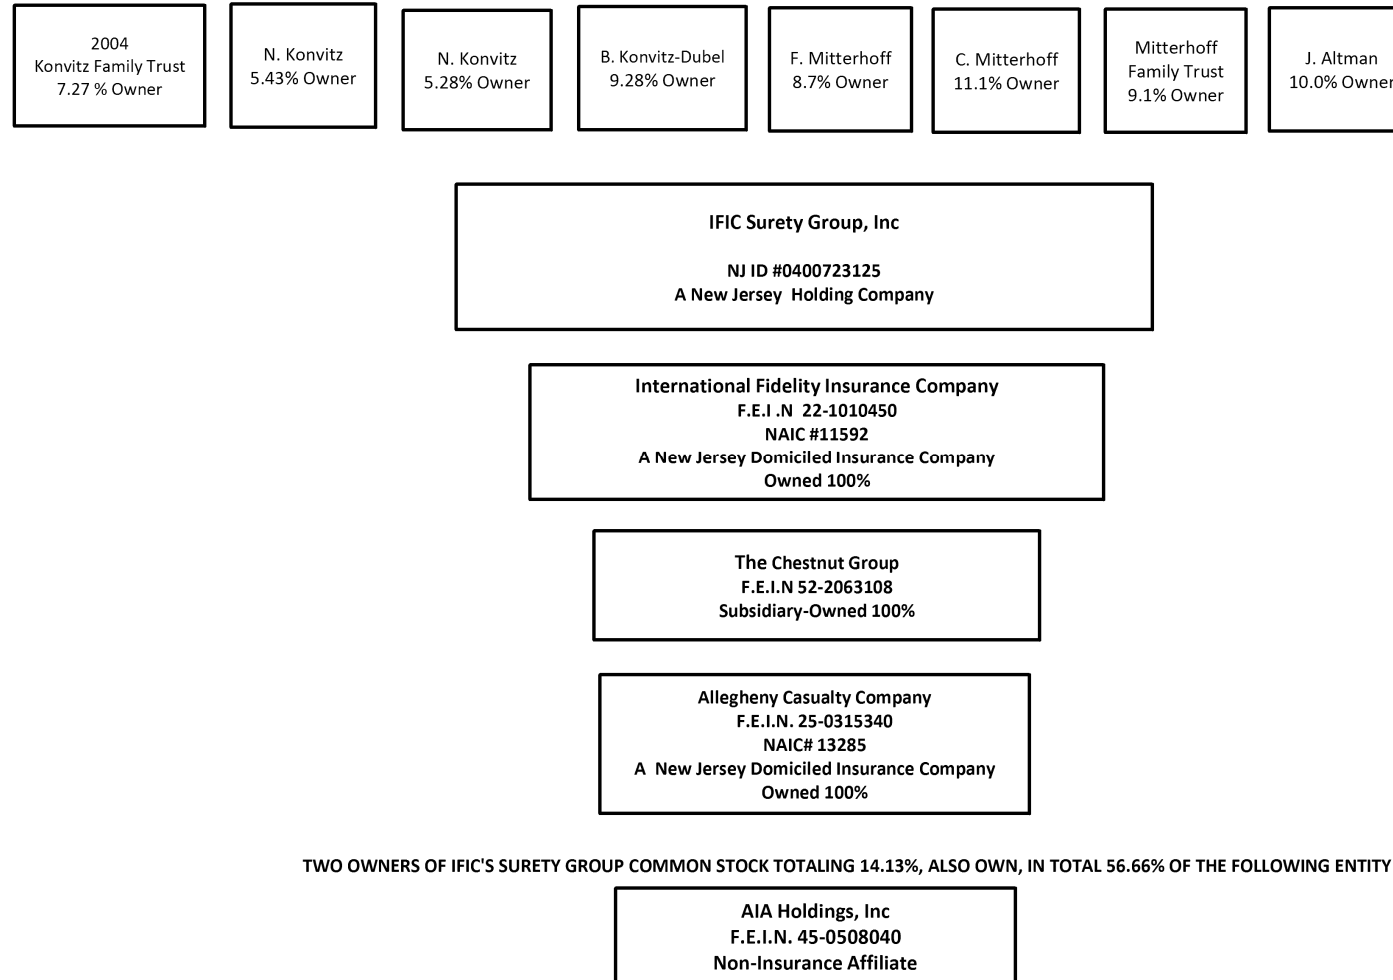 2004
Konvitz Family Trust
7.27 % Owner
N. Konvitz
5.43% Owner
N. Konvitz
5.28% Owner
B. Konvitz-Dubel
9.28% Owner
F. Mitterhoff
8.7% Owner
C. Mitterhoff
11.1% Owner
Mitterhoff
Family Trust
9.1% Owner
J. Altman
10.0% Owner
IFIC Surety Group, Inc
NJ ID #0400723125
A New Jersey Holding Company
International Fidelity Insurance Company
F.E.I .N 22-1010450
NAIC #11592
A New Jersey Domiciled Insurance Company
Owned 100%
The Chestnut Group
F.E.I.N 52-2063108
Subsidiary-Owned 100%
Allegheny Casualty Company
F.E.I.N. 25-0315340
NAIC# 13285
A New Jersey Domiciled Insurance Company
Owned 100%
TWO OWNERS OF IFIC'S SURETY GROUP COMMON STOCK TOTALING 14.13%, ALSO OWN, IN TOTAL 56.66% OF THE FOLLOWING ENTITY
AIA Holdings, Inc
F.E.I.N. 45-0508040
Non-Insurance Affiliate